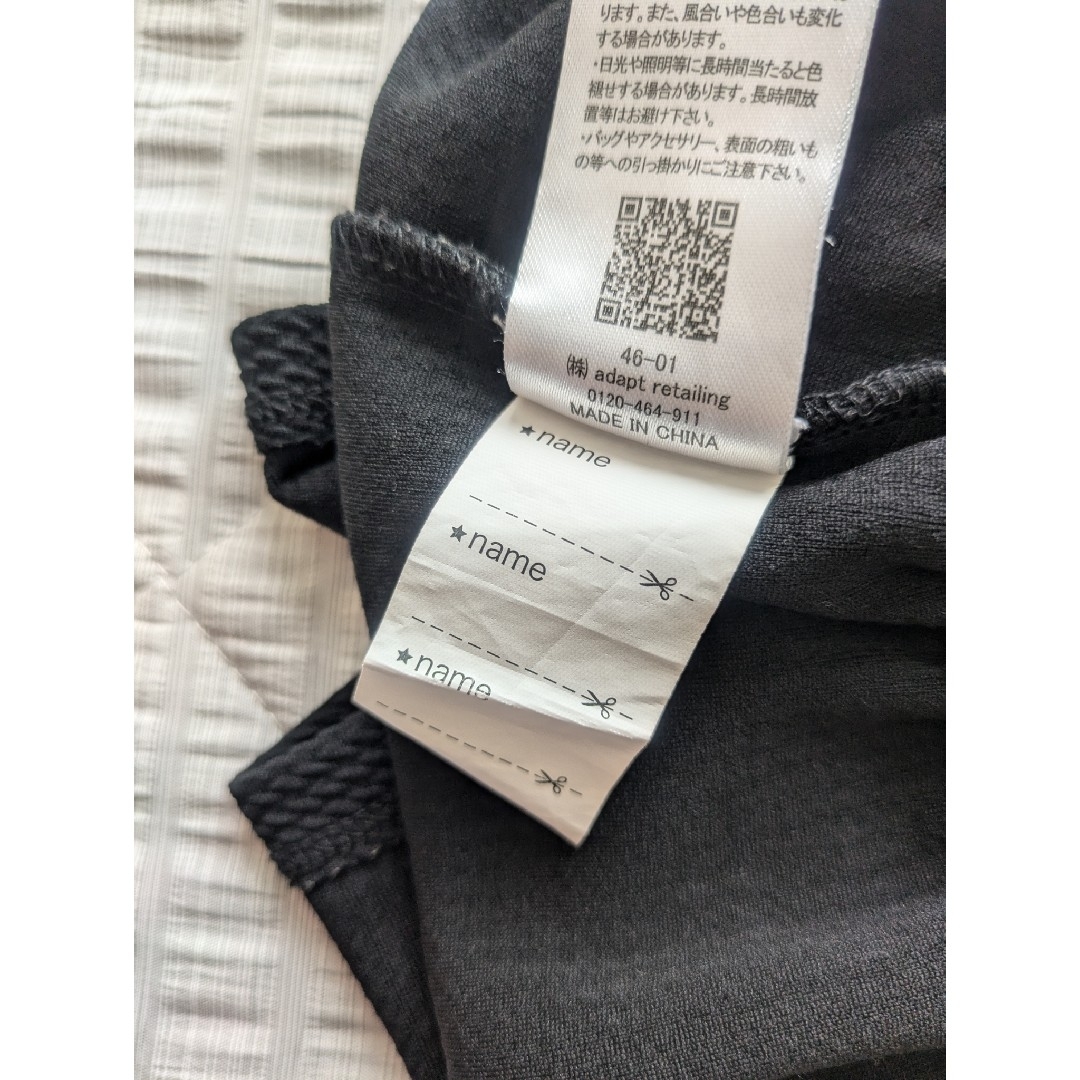 ります。また、風合いや色合いも変化
する場合があります。
・日光や照明等に長時間当たると色
褪せする場合があります。長時間放
置等はお避け下さい。
・バッグやアクセサリー、表面の粗いも
の等への引っ掛かりにご注意下さい。
46-01
㈱ adapt retailing
0120-464-911
MADE IN CHINA
★name
★name
★name